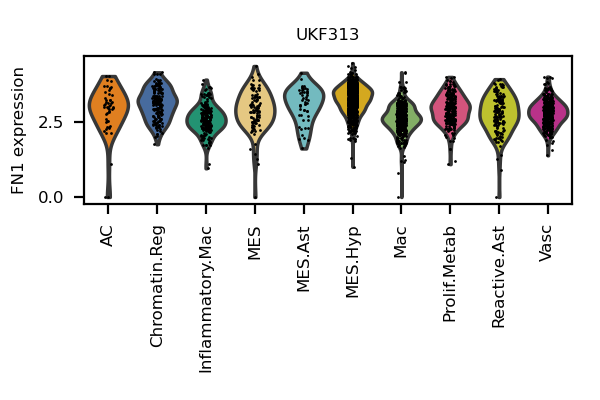 UKF313
FN1 expression
2.5
0.0
AC
Chromatin.Reg
Inflammatory.Mac
MES
MES.Ast
MES.Hyp
Mac
Prolif.Metab
Reactive.Ast
Vasc